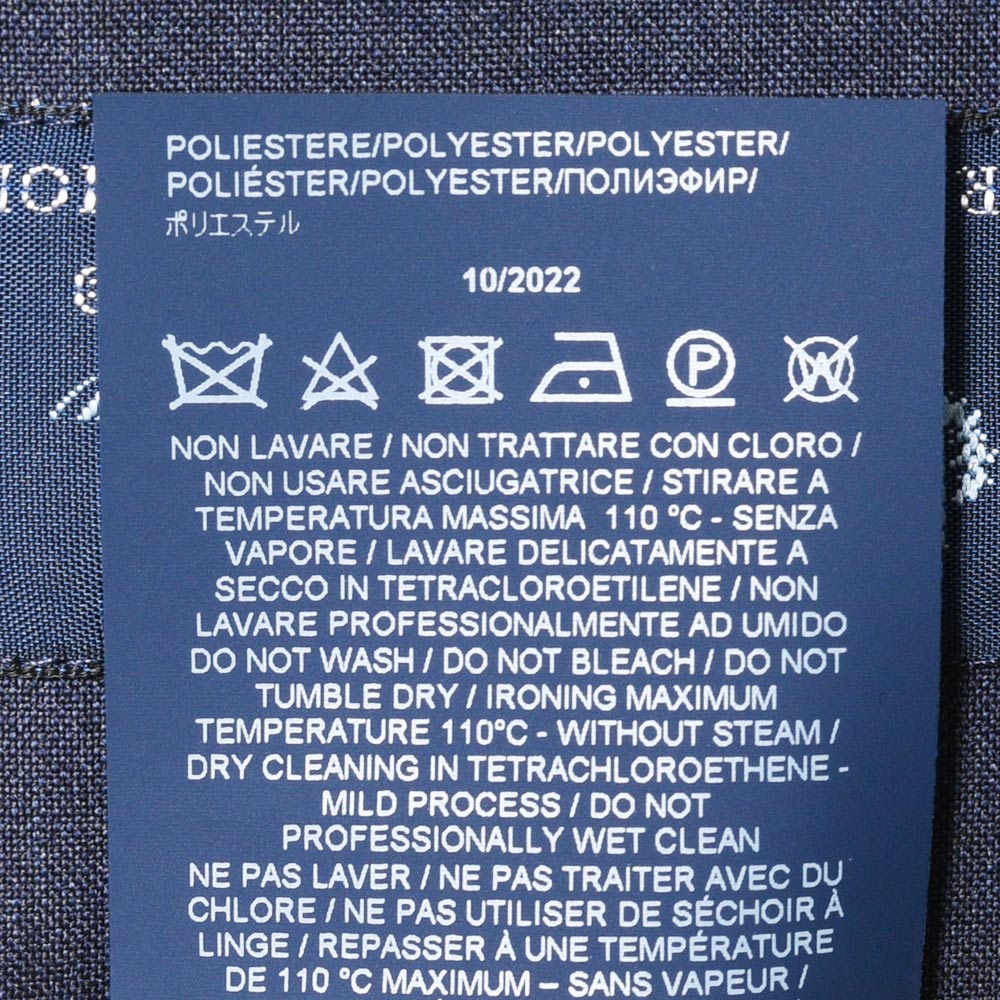 POLIESTERE/POLYESTER/POLYESTER/
POLIÉSTER/POLYESTER/ПОЛИЭФИР/
ポリエステル
10/2022
P
W
NON LAVARE / NON TRATTARE CON CLORO /
NON USARE ASCIUGATRICE / STIRARE A
TEMPERATURA MASSIMA 110 °C - SENZA
VAPORE / LAVARE DELICATAMENTE A
SECCO IN TETRACLOROETILENE / NON
LAVARE PROFESSIONALMENTE AD UMIDO
DO NOT WASH / DO NOT BLEACH / DO NOT
TUMBLE DRY / IRONING MAXIMUM
TEMPERATURE 110°C - WITHOUT STEAM /
DRY CLEANING IN TETRACHLOROETHENE -
MILD PROCESS / DO NOT
PROFESSIONALLY WET CLEAN
NE PAS LAVER / NE PAS TRAITER AVEC DU
CHLORE / NE PAS UTILISER DE SÉCHOIR À
LINGE / REPASSER À UNE TEMPÉRATURE
DE 110 °C MAXIMUM – SANS VAPEUR /